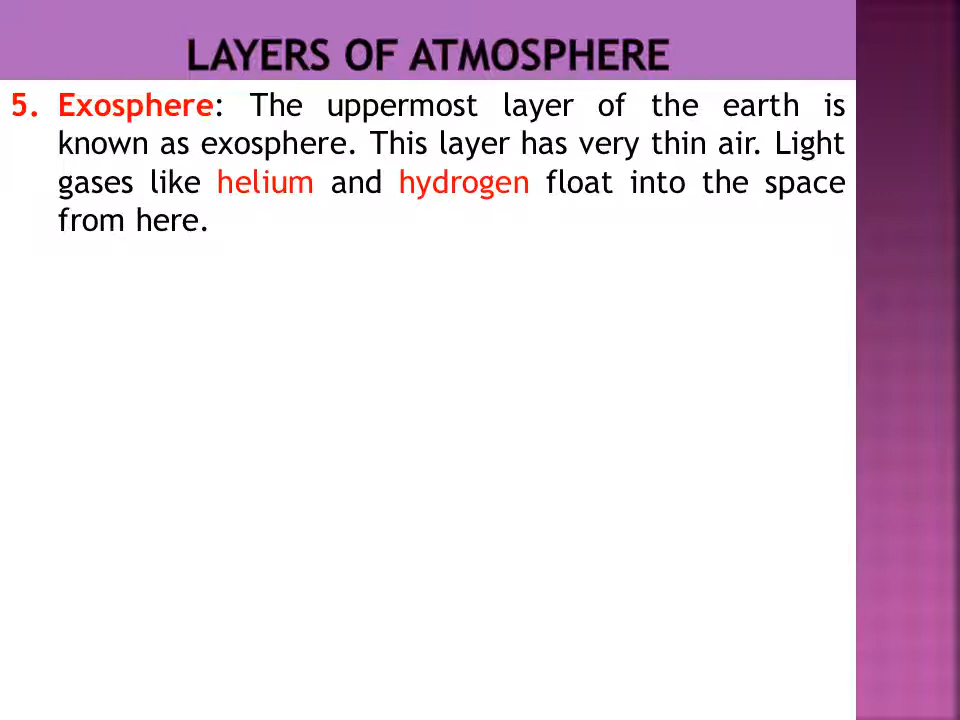 LAYERS OF ATMOSPHERE
5. Exosphere: The uppermost layer of the earth is
known as exosphere. This layer has very thin air. Light
gases like helium and hydrogen float into the space
from here.